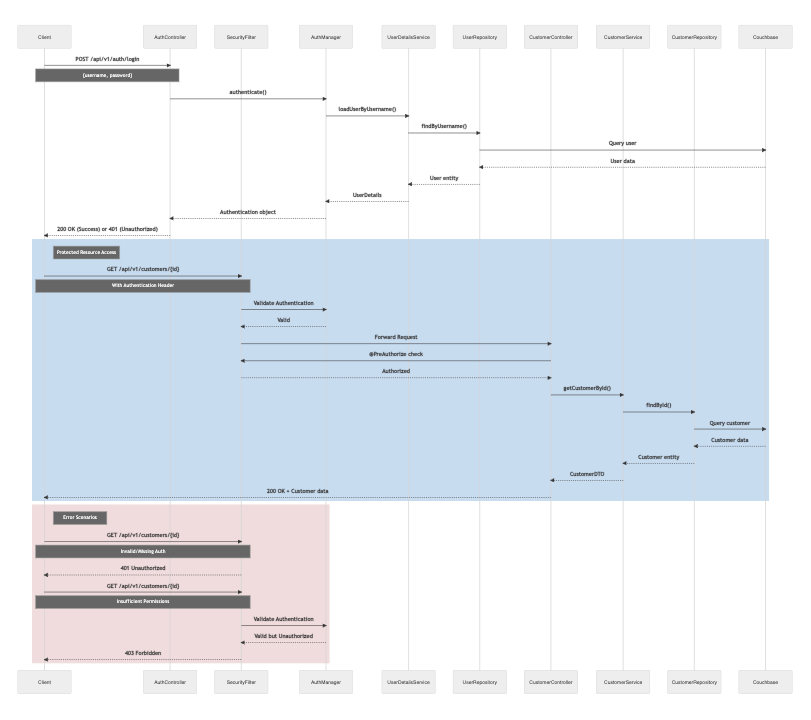 Client AuthController SecurityFilter AuthManager UserDetailsService UserRepository CustomerController CustomerService CustomerRepository Couchbase
POST /api/v1/auth/login
{username, password}
authenticate()
loadUserByUsername()
findByUsername()
Query user
User data
User entity
UserDetails
Authentication object
200 OK (Success) or 401 (Unauthorized)
Protected Resource Access
GET /api/v1/customers/{id}
With Authentication Header
Validate Authentication
Valid
Forward Request
@PreAuthorize check
Authorized
getCustomerById()
findById()
Query customer
Customer data
Customer entity
CustomerDTO
200 OK + Customer data
Error Scenarios
GET /api/v1/customers/{id}
Invalid/Missing Auth
401 Unauthorized
GET /api/v1/customers/{id}
Insufficient Permissions
Validate Authentication
Valid but Unauthorized
403 Forbidden
Client AuthController SecurityFilter AuthManager UserDetailsService UserRepository CustomerController CustomerService CustomerRepository Couchbase